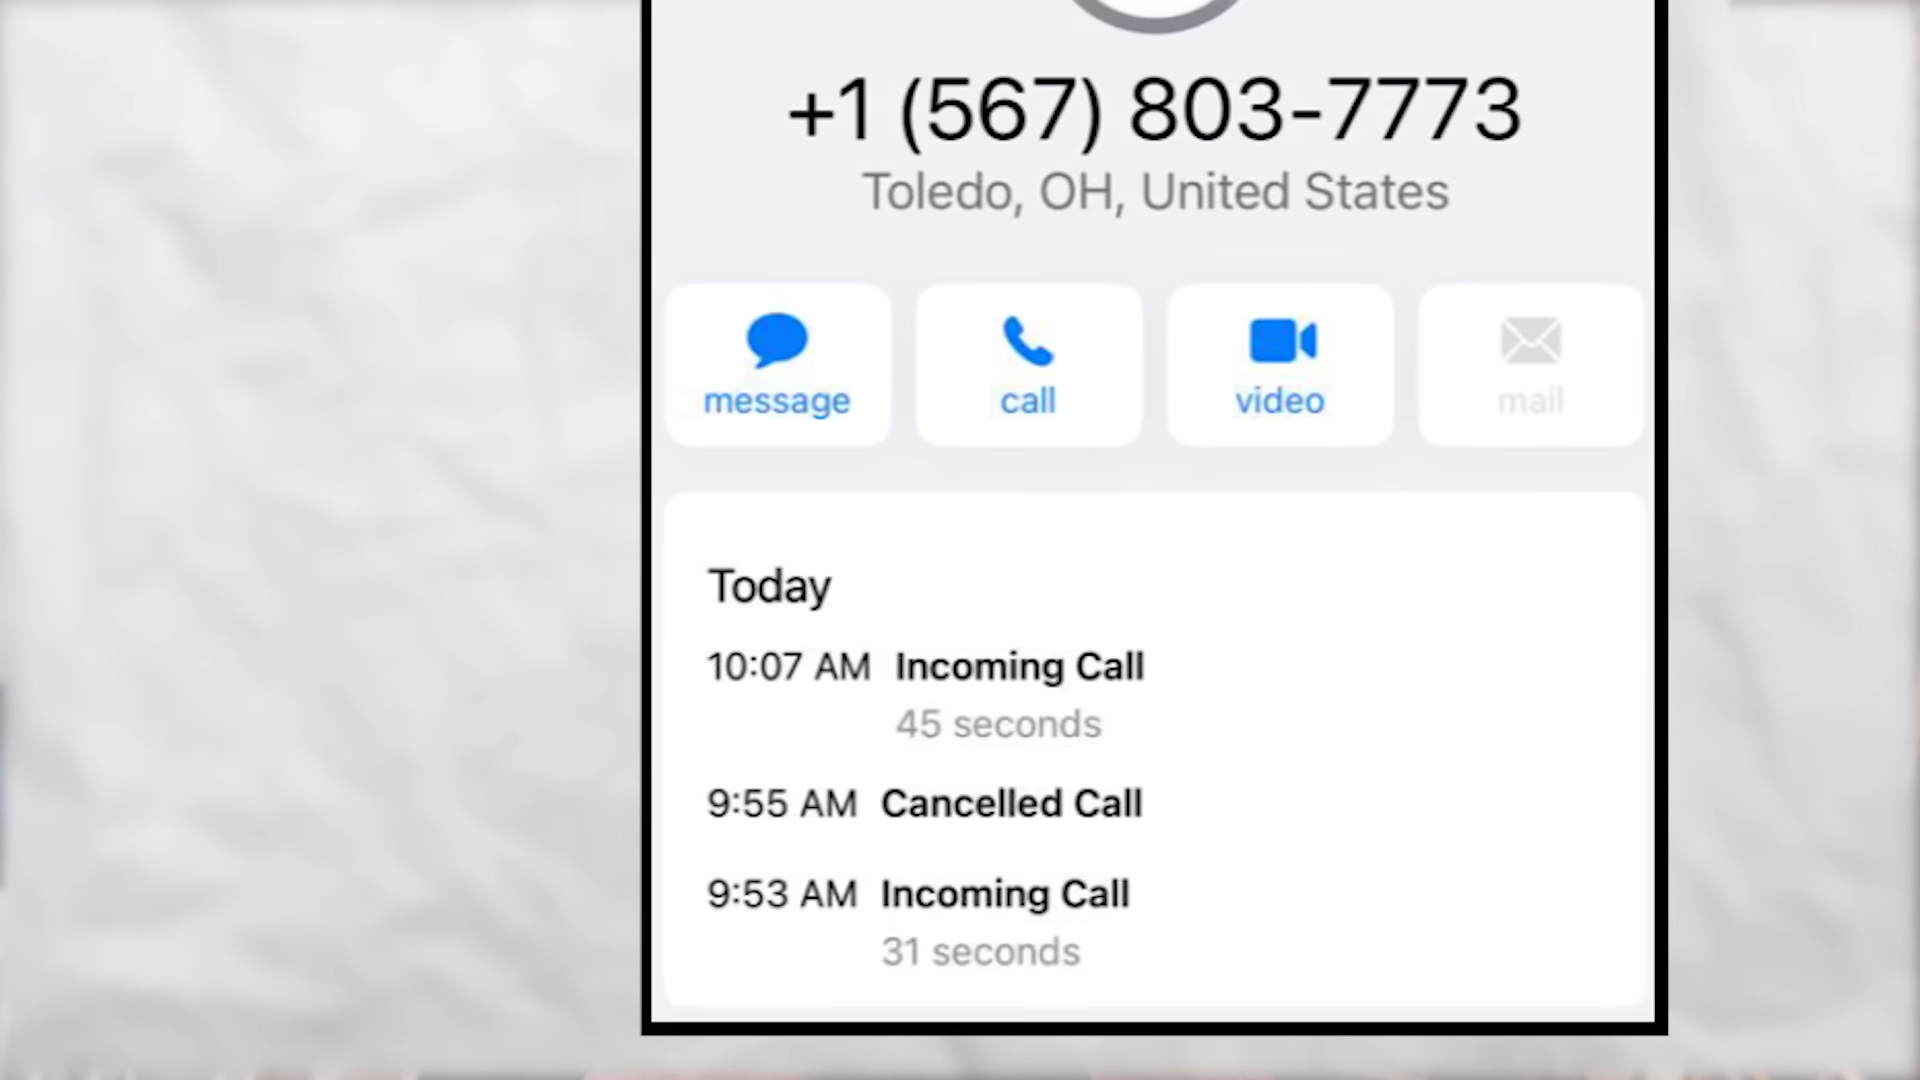 +1 (567) 803-7773
Toledo, OH, United States
message call video mail
Today
10:07 AM Incoming Call
45 seconds
9:55 AM Cancelled Call
9:53 AM Incoming Call
31 seconds